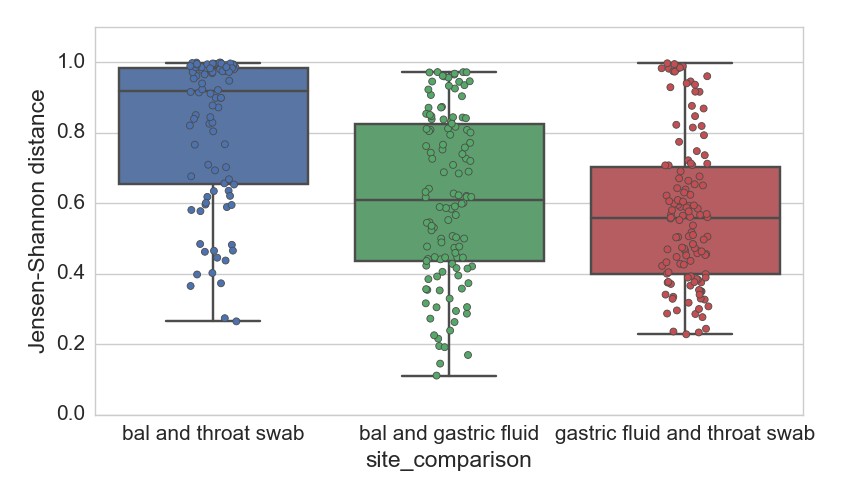 Jensen-Shannon distance
1.0
0.8
0.6
0.4
0.2
0.0
bal and throat swab
bal and gastric fluid
gastric fluid and throat swab
site_comparison